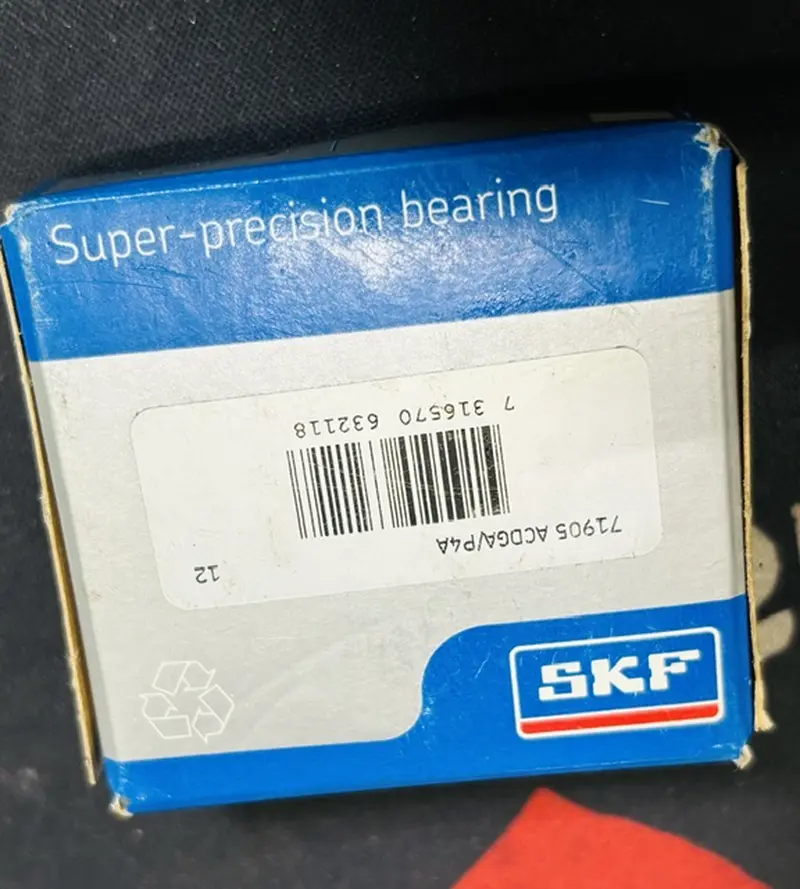 Super-precision bearing
71905 ACDGA/P4A
12
7 316570 632118
SKF